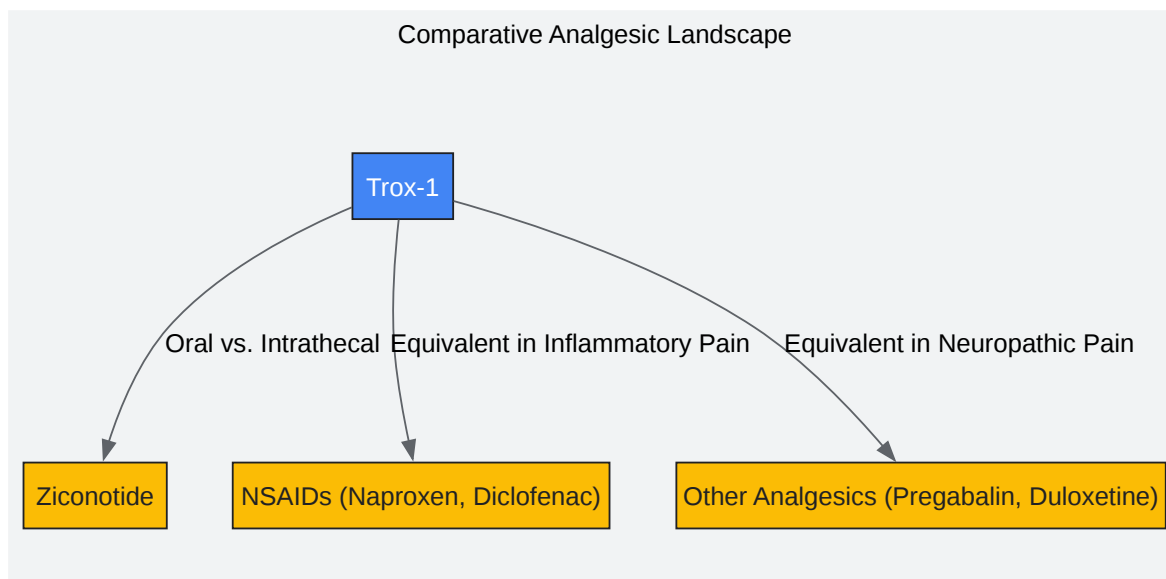 Comparative Analgesic Landscape
Trox-1
Oral vs. Intrathecal
Equivalent in Inflammatory Pain
Equivalent in Neuropathic Pain
Ziconotide
NSAIDs (Naproxen, Diclofenac)
Other Analgesics (Pregabalin, Duloxetine)